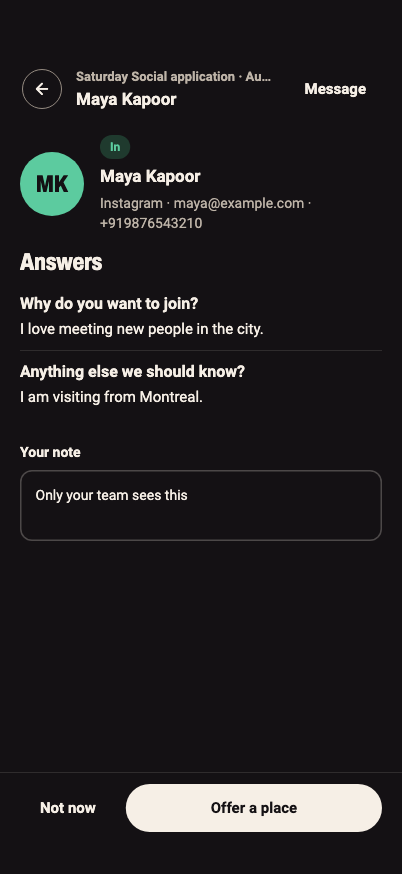 Saturday Social application · Au...
Maya Kapoor
Message
MK
In
Maya Kapoor
Instagram · maya@example.com ·
+919876543210
Answers
Why do you want to join?
I love meeting new people in the city.
Anything else we should know?
I am visiting from Montreal.
Your note
Only your team sees this
Not now
Offer a place